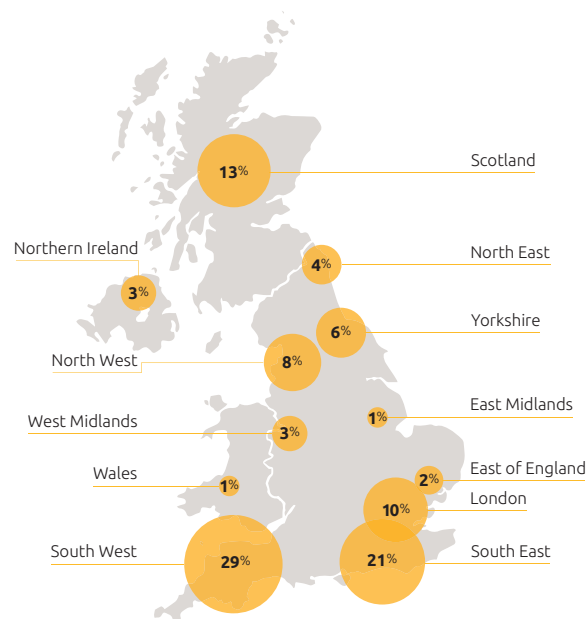 Scotland
13%
Northern Ireland
North East
4%
3%
Yorkshire
6%
North West
8%
East Midlands
1%
West Midlands
3%
East of England
2%
Wales
1%
London
10%
South West
29%
South East
21%